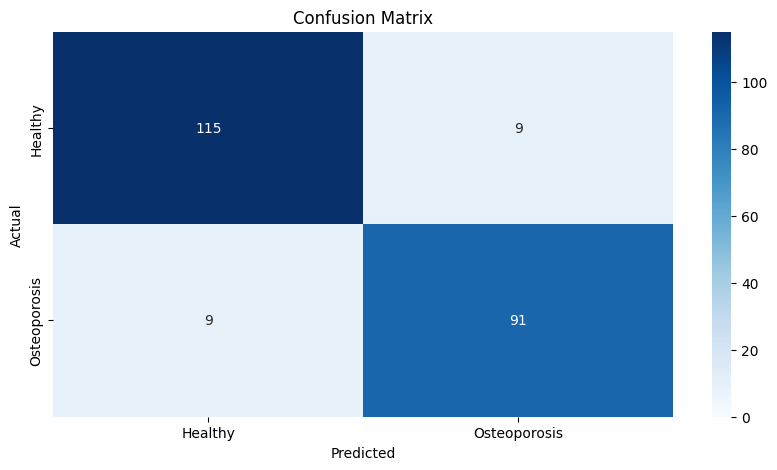 Confusion Matrix
Actual
Healthy
115
9
Osteoporosis
9
91
Healthy
Osteoporosis
Predicted
100
80
60
40
20
0